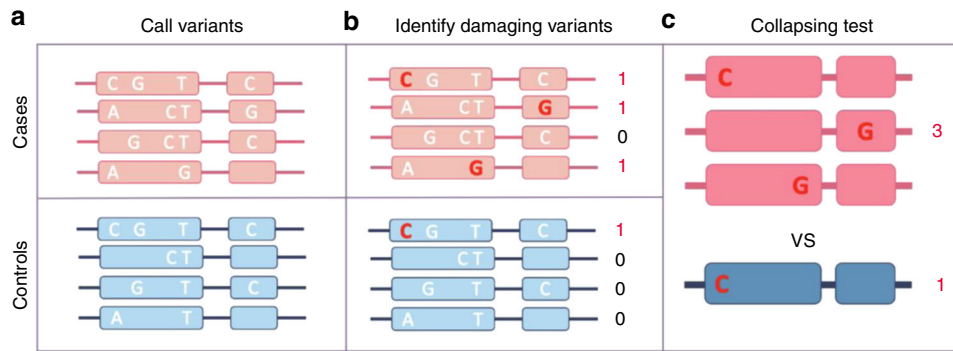 a
Call variants
b
Identify damaging variants
c
Collapsing test
Cases
C G T C
A CT G
G CT C
A G
C G T C 1
A CT G 1
G CT C 0
A G 1
C
G 3
G
VS
C 1
Controls
C G T C
CT
G T C
A T
C G T C 1
CT 0
G T C 0
A T 0